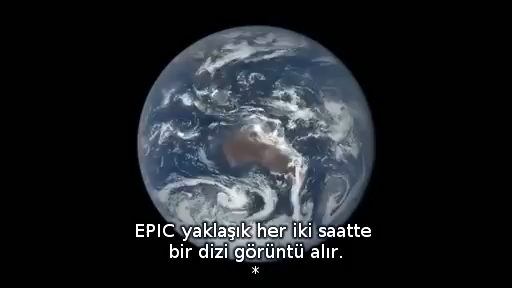 EPIC yaklaşık her iki saatte
bir dizi görüntü alır.
*